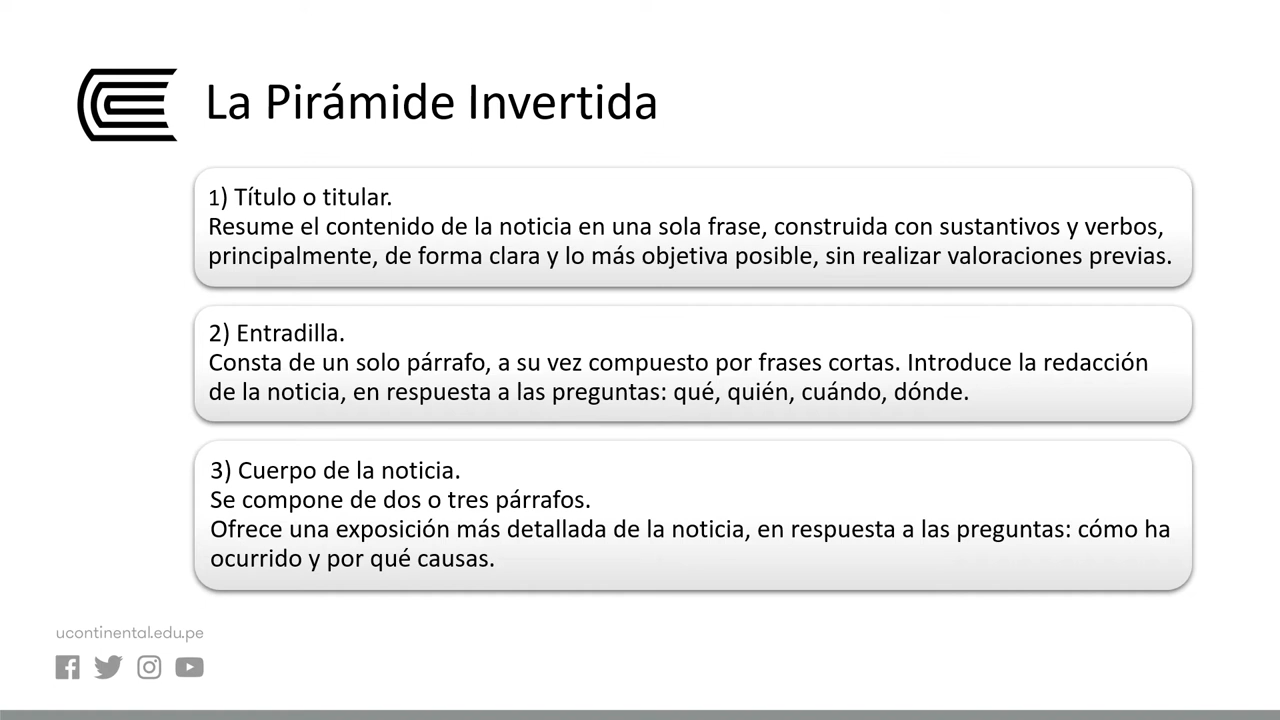 La Pirámide Invertida
1) Título o titular.
Resume el contenido de la noticia en una sola frase, construida con sustantivos y verbos,
principalmente, de forma clara y lo más objetiva posible, sin realizar valoraciones previas.
2) Entradilla.
Consta de un solo párrafo, a su vez compuesto por frases cortas. Introduce la redacción
de la noticia, en respuesta a las preguntas: qué, quién, cuándo, dónde.
3) Cuerpo de la noticia.
Se compone de dos o tres párrafos.
Ofrece una exposición más detallada de la noticia, en respuesta a las preguntas: cómo ha
ocurrido y por qué causas.
ucontinental.edu.pe